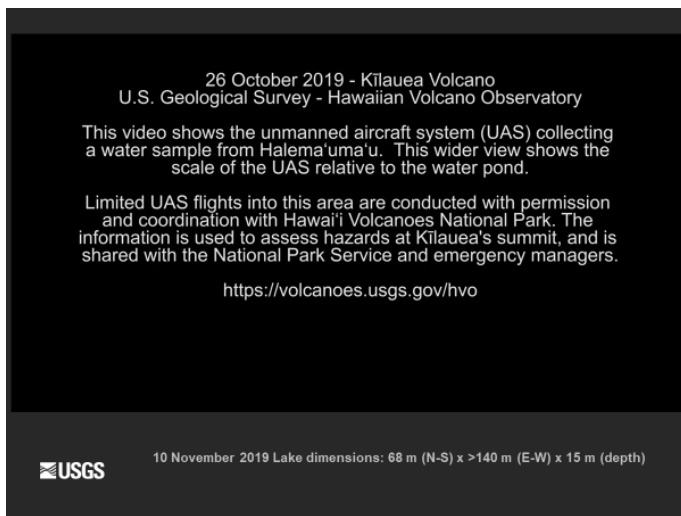 26 October 2019 - Kīlauea Volcano
U.S. Geological Survey - Hawaiian Volcano Observatory
This video shows the unmanned aircraft system (UAS) collecting
a water sample from Halemaʻumaʻu.  This wider view shows the
scale of the UAS relative to the water pond.
Limited UAS flights into this area are conducted with permission
and coordination with Hawaiʻi Volcanoes National Park. The
information is used to assess hazards at Kīlauea's summit, and is
shared with the National Park Service and emergency managers.
https://volcanoes.usgs.gov/hvo
10 November 2019 Lake dimensions: 68 m (N-S) x >140 m (E-W) x 15 m (depth)
USGS